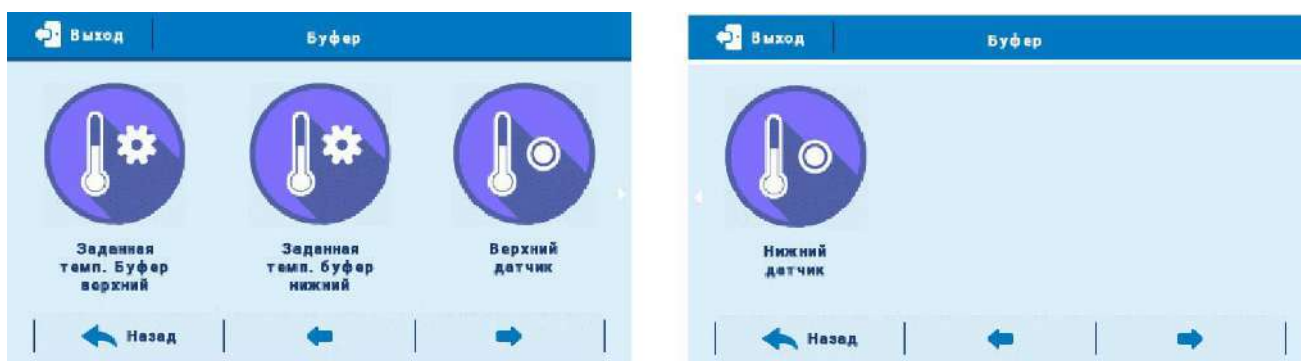 Выход
Буфер
Заданная
темп. Буфер
верхний
Заданная
темп. буфер
нижний
Верхний
датчик
Назад
Выход
Буфер
Нижний
датчик
Назад